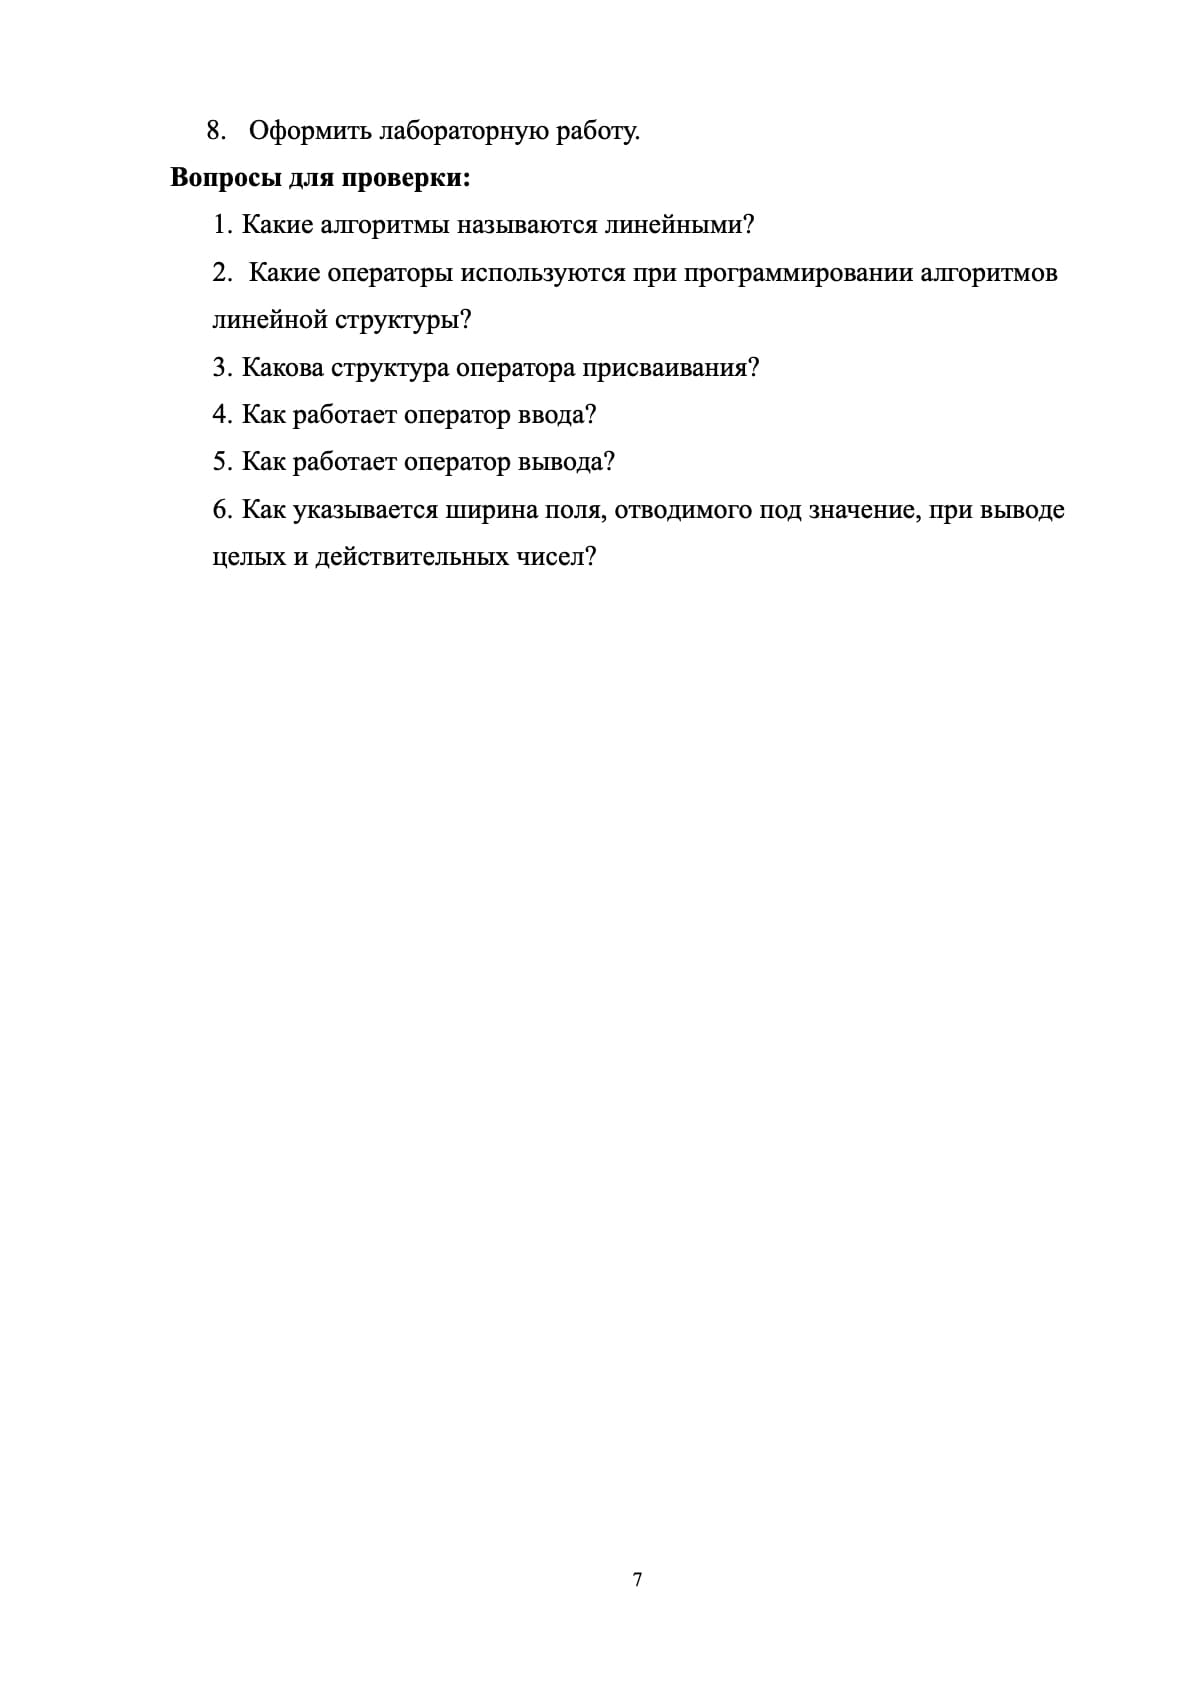 8. Оформить лабораторную работу.
Вопросы для проверки:
1. Какие алгоритмы называются линейными?
2. Какие операторы используются при программировании алгоритмов
линейной структуры?
3. Какова структура оператора присваивания?
4. Как работает оператор ввода?
5. Как работает оператор вывода?
6. Как указывается ширина поля, отводимого под значение, при выводе
целых и действительных чисел?
7